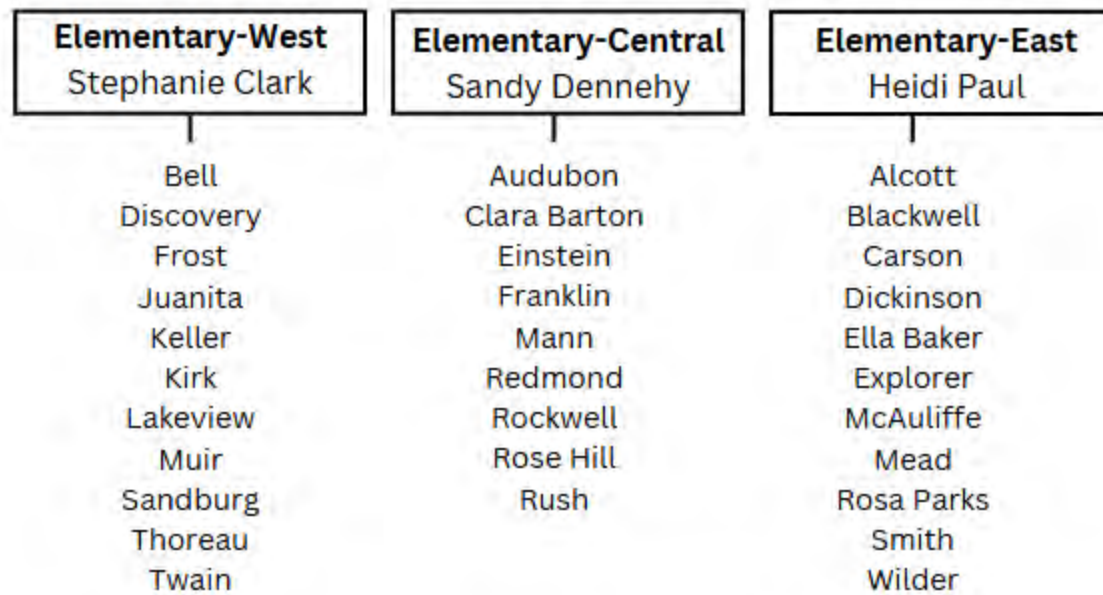 Elementary-West
Stephanie Clark
Bell
Discovery
Frost
Juanita
Keller
Kirk
Lakeview
Muir
Sandburg
Thoreau
Twain
Elementary-Central
Sandy Dennehy
Audubon
Clara Barton
Einstein
Franklin
Mann
Redmond
Rockwell
Rose Hill
Rush
Elementary-East
Heidi Paul
Alcott
Blackwell
Carson
Dickinson
Ella Baker
Explorer
McAuliffe
Mead
Rosa Parks
Smith
Wilder